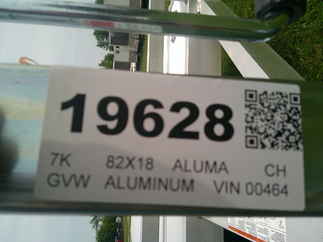 19628
7K 82X18 ALUMA CH
GVW ALUMINUM VIN 00464